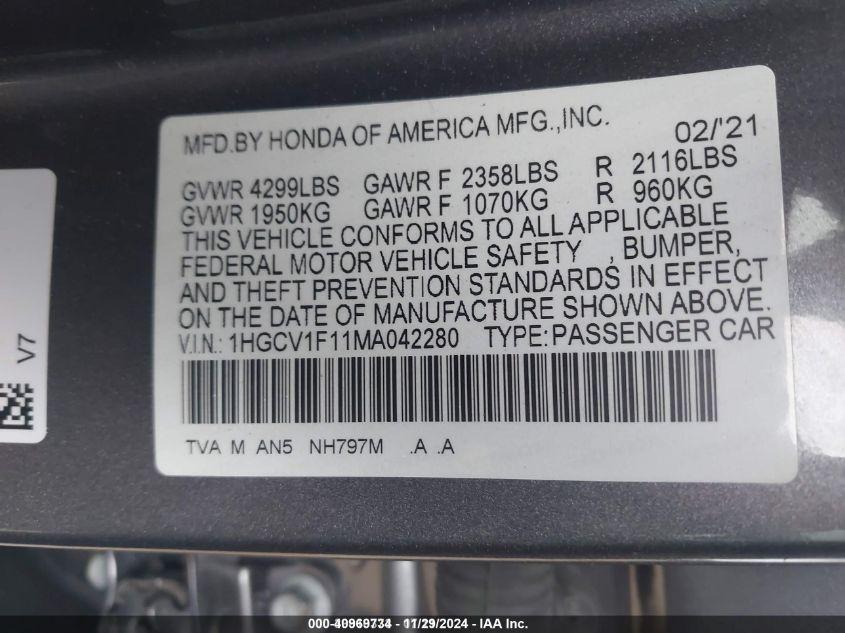 MFD.BY HONDA OF AMERICA MFG.,INC. 02/'21
GVWR 4299LBS GAWR F 2358LBS R 2116LBS
GVWR 1950KG GAWR F 1070KG R 960KG
THIS VEHICLE CONFORMS TO ALL APPLICABLE
FEDERAL MOTOR VEHICLE SAFETY , BUMPER,
AND THEFT PREVENTION STANDARDS IN EFFECT
ON THE DATE OF MANUFACTURE SHOWN ABOVE.
V.I.N.: 1HGCV1F11MA042280 TYPE:PASSENGER CAR
TVA M AN5 NH797M .A .A
V7
11/29/2024 - IAA Inc.